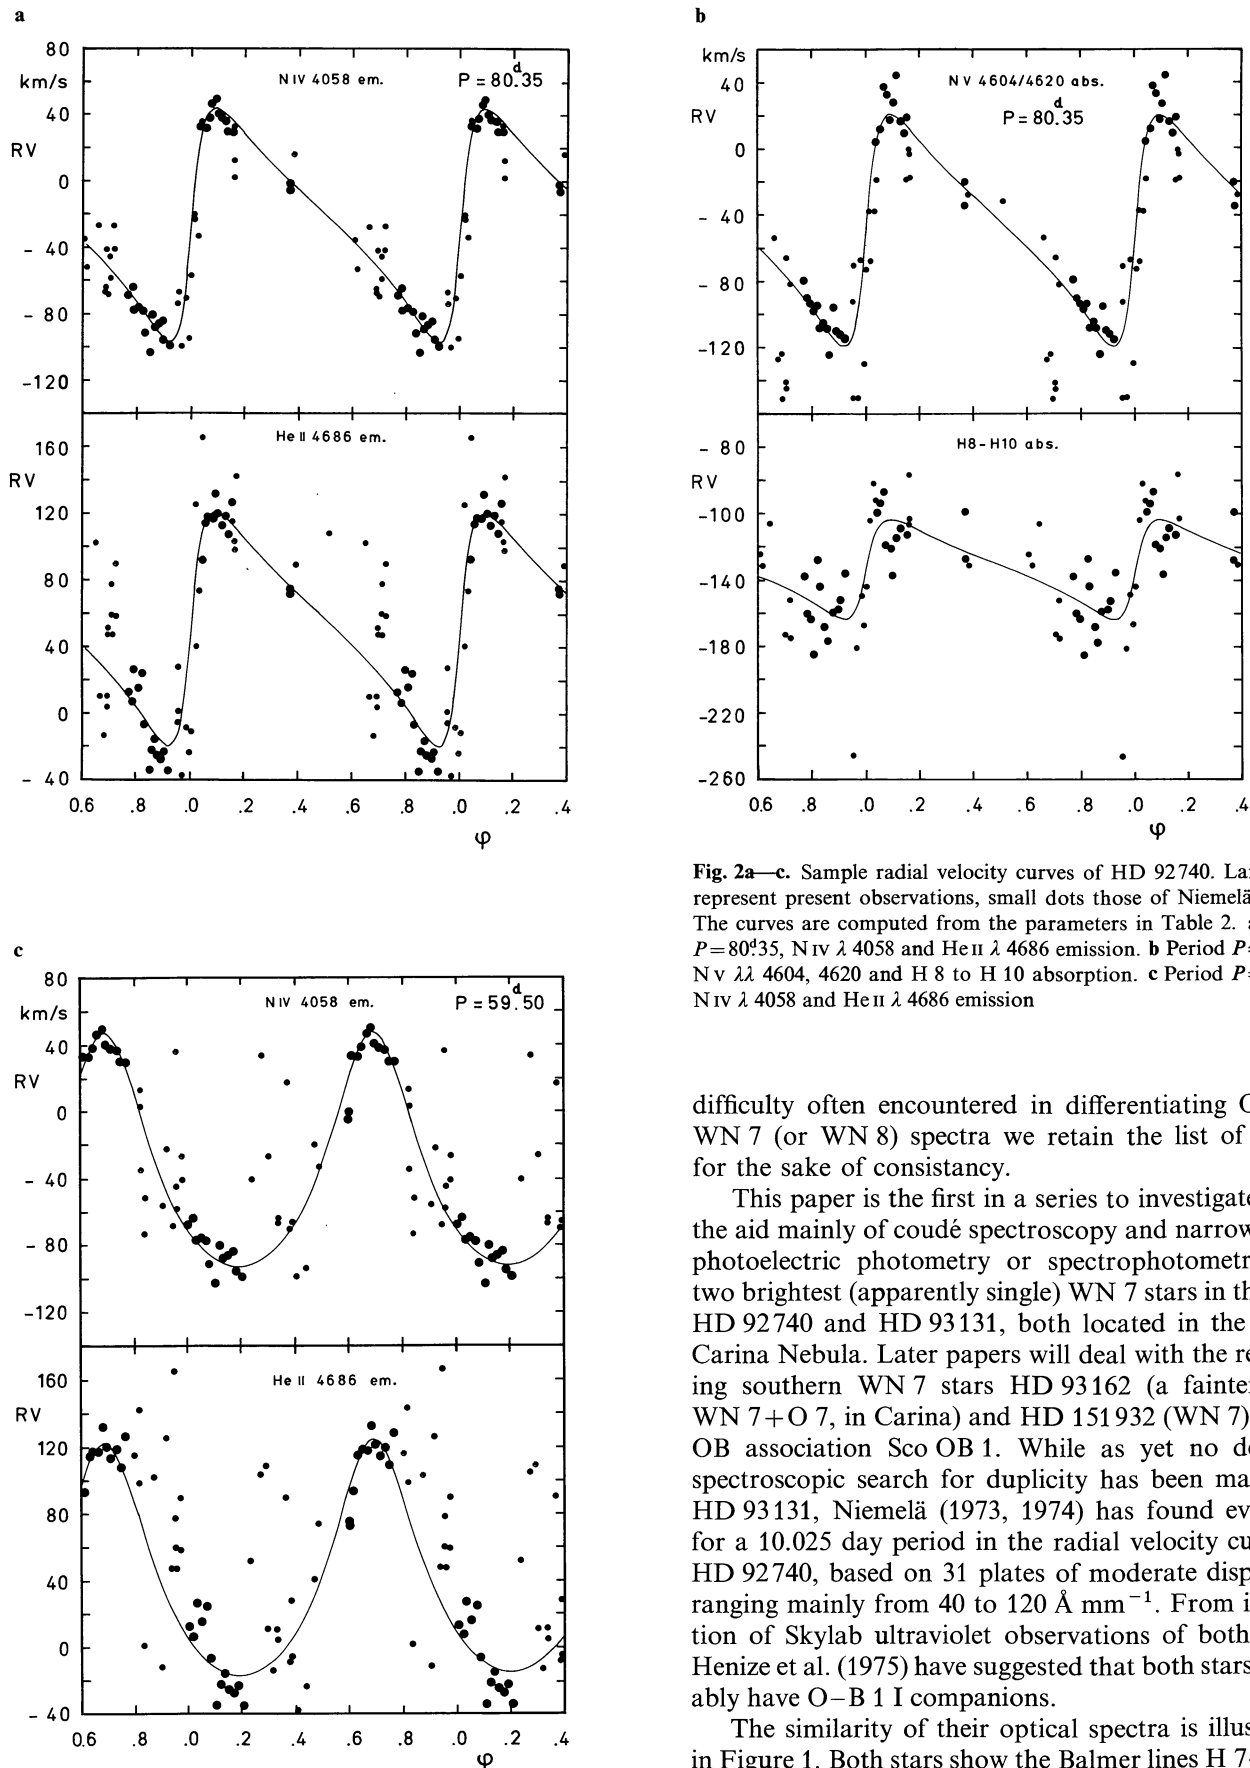 a
80
km/s
40
RV
0
- 40
- 80
-120
N IV 4058 em.
P = 80.35
d
160
RV
120
80
40
0
- 40
He II 4686 em.
0.6 .8 .0 .2 .4 .6 .8 .0 .2 .4
φ
b
km/s
40
RV
0
- 40
- 80
-120
N V 4604/4620 abs.
d
P = 80.35
- 80
RV
-100
-140
-180
-220
-260
H8-H10 abs.
0.6 .8 .0 .2 .4 .6 .8 .0 .2 .4
φ
Fig. 2a—c. Sample radial velocity curves of HD 92740.
represent present observations, small dots those of Niemelä
The curves are computed from the parameters in Table 2.
P=80d.35, N IV λ 4058 and He II λ 4686 emission. b Period P=
N V λλ 4604, 4620 and H 8 to H 10 absorption. c Period P=
N IV λ 4058 and He II λ 4686 emission
c
80
km/s
40
RV
0
- 40
- 80
-120
N IV 4058 em.
d
P = 59.50
160
RV
120
80
40
0
- 40
He II 4686 em.
0.6 .8 .0 .2 .4 .6 .8 .0 .2 .4
φ
difficulty often encountered in differentiating
WN 7 (or WN 8) spectra we retain the list of
for the sake of consistancy.
This paper is the first in a series to investigate
the aid mainly of coudé spectroscopy and narrow
photoelectric photometry or spectrophotometr
two brightest (apparently single) WN 7 stars in th
HD 92740 and HD 93131, both located in the
Carina Nebula. Later papers will deal with the re
ing southern WN 7 stars HD 93162 (a fainter
WN 7+O 7, in Carina) and HD 151932 (WN 7)
OB association Sco OB 1. While as yet no de
spectroscopic search for duplicity has been ma
HD 93131, Niemelä (1973, 1974) has found ev
for a 10.025 day period in the radial velocity cu
HD 92740, based on 31 plates of moderate disp
ranging mainly from 40 to 120 Å mm⁻¹. From i
tion of Skylab ultraviolet observations of both
Henize et al. (1975) have suggested that both stars
ably have O–B 1 I companions.
The similarity of their optical spectra is illus
in Figure 1. Both stars show the Balmer lines H 7